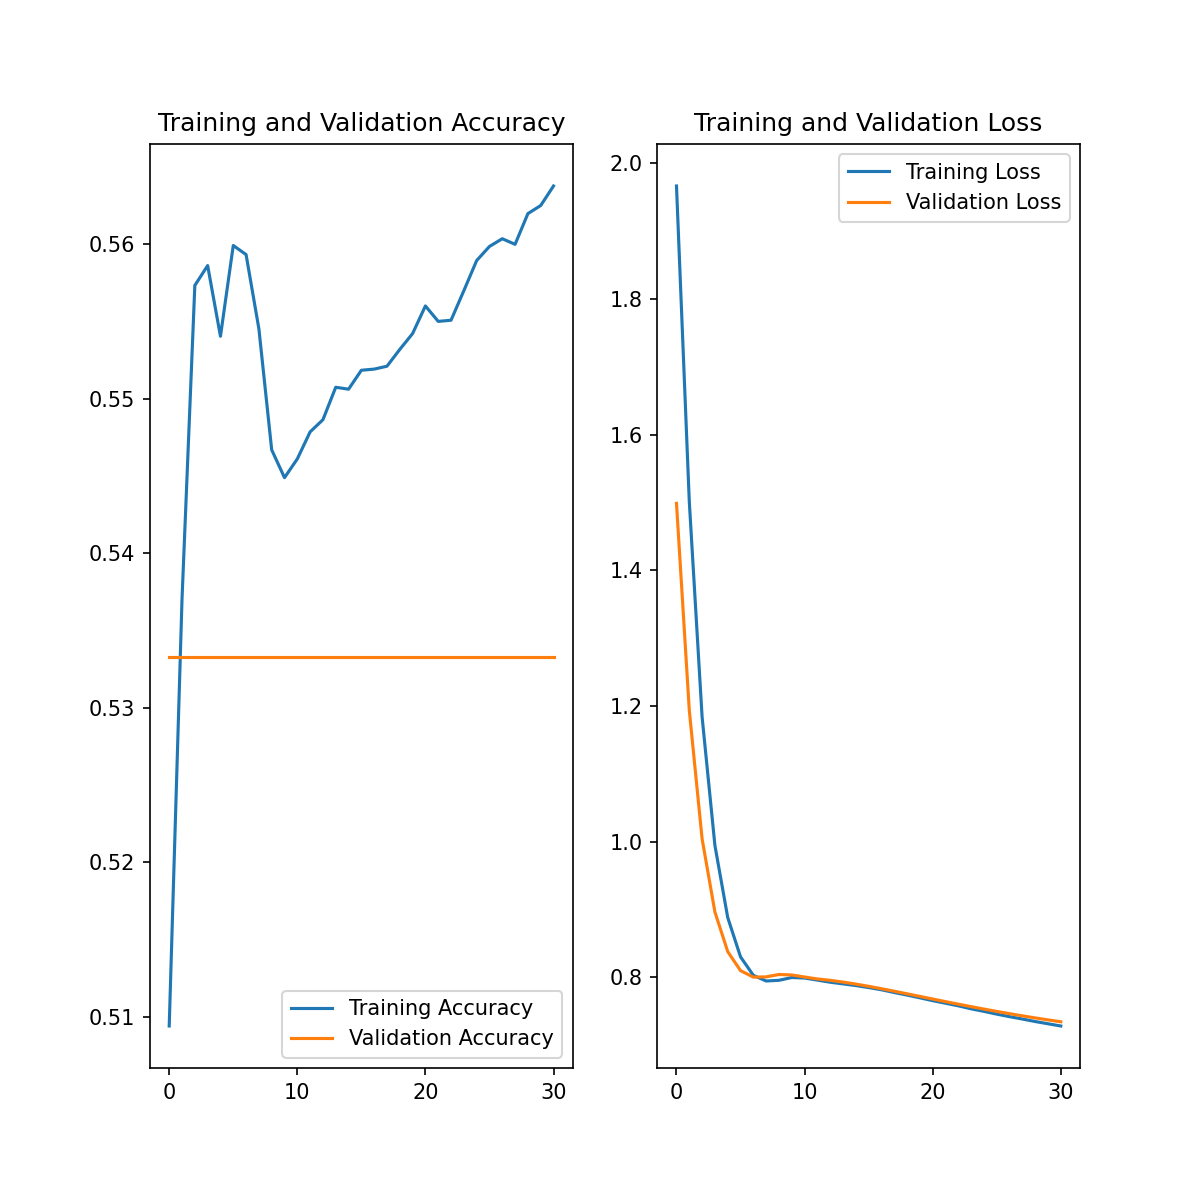 Training and Validation Accuracy
0.56
0.55
0.54
0.53
0.52
0.51
Training Accuracy
Validation Accuracy
0 10 20 30
Training and Validation Loss
2.0
Training Loss
Validation Loss
1.8
1.6
1.4
1.2
1.0
0.8
0 10 20 30